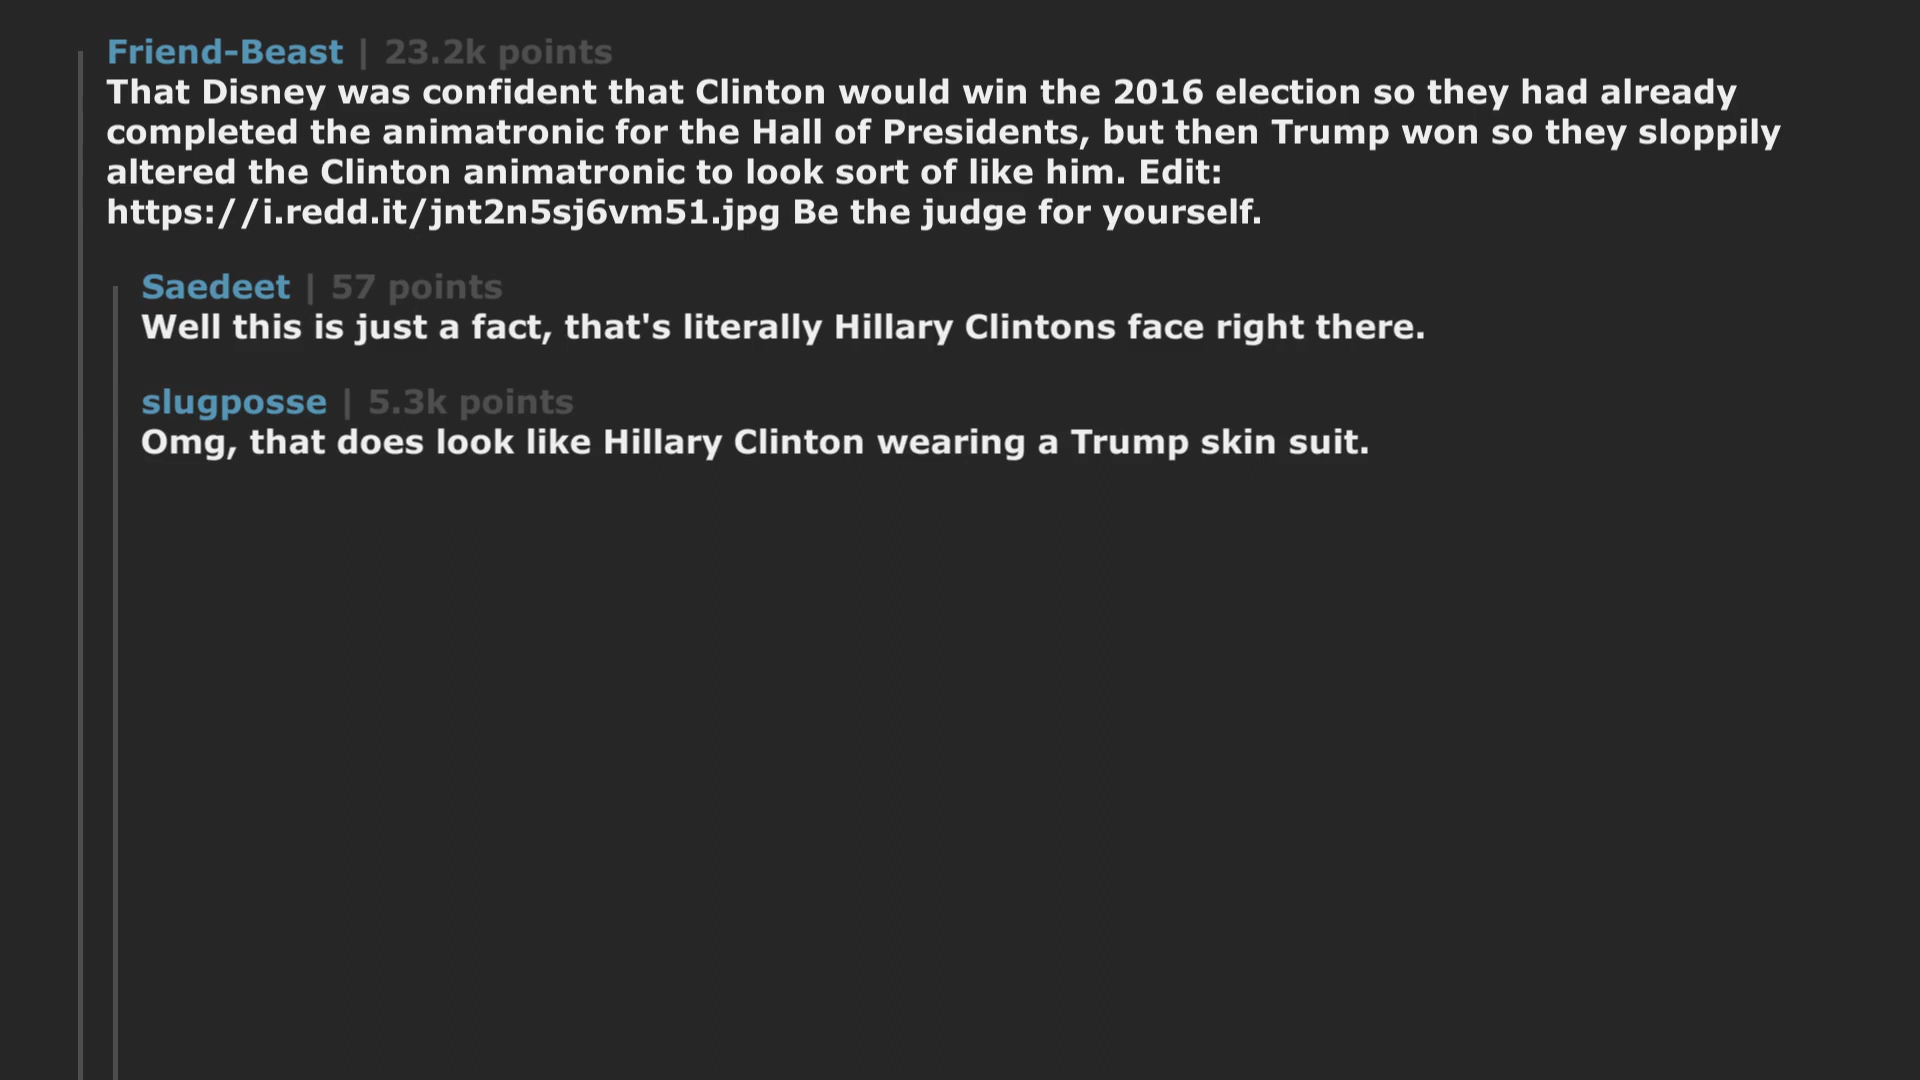 Friend-Beast | 23.2k points
That Disney was confident that Clinton would win the 2016 election so they had already
completed the animatronic for the Hall of Presidents, but then Trump won so they sloppily
altered the Clinton animatronic to look sort of like him. Edit:
https://i.redd.it/jnt2n5sj6vm51.jpg Be the judge for yourself.
Saedeet | 57 points
Well this is just a fact, that's literally Hillary Clintons face right there.
slugposse | 5.3k points
Omg, that does look like Hillary Clinton wearing a Trump skin suit.